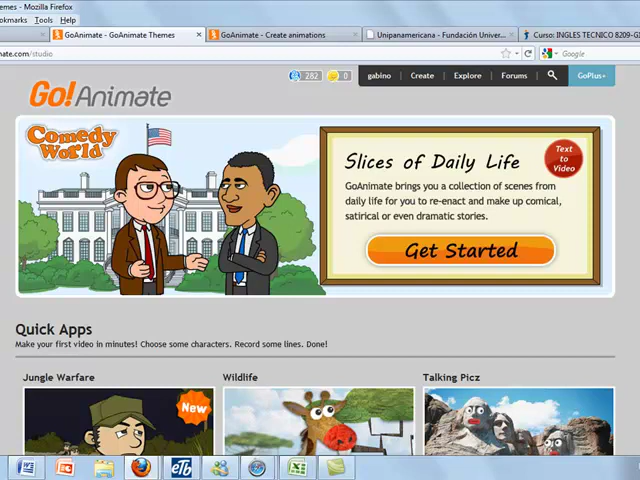 emes - Mozilla Firefox
okmarks Tools Help
GoAnimate - GoAnimate Themes
GoAnimate - Create animations
Unipanamericana - Fundación Univer...
Curso: INGLES TECNICO 8209-G1
mate.com/studio
Google
282
0
gabino
Create
Explore
Forums
GoPlus+
Go!Animate
Comedy
World
Slices of Daily Life
Text
to
Video
GoAnimate brings you a collection of scenes from
daily life for you to re-enact and make up comical,
satirical or even dramatic stories.
Get Started
Quick Apps
Make your first video in minutes! Choose some characters. Record some lines. Done!
Jungle Warfare
Wildlife
Talking Picz
New
eTb